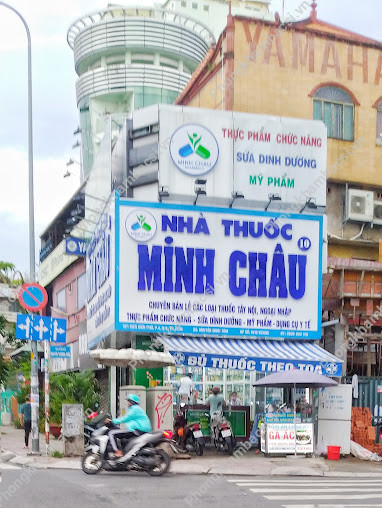 YAMAHA
THỰC PHẨM CHỨC NĂNG
SỮA DINH DƯỠNG
MỸ PHẨM
MINH CHÂU
NHÀ THUỐC
10
MINH CHÂU
CHUYÊN BÁN LẺ CÁC LOẠI THUỐC TÂY NỘI, NGOẠI NHẬP
THỰC PHẨM CHỨC NĂNG - SỮA DINH DƯỠNG - MỸ PHẨM - DỤNG CỤ Y TẾ
ĐỦ THUỐC THEO TOA
GÀ ÁC